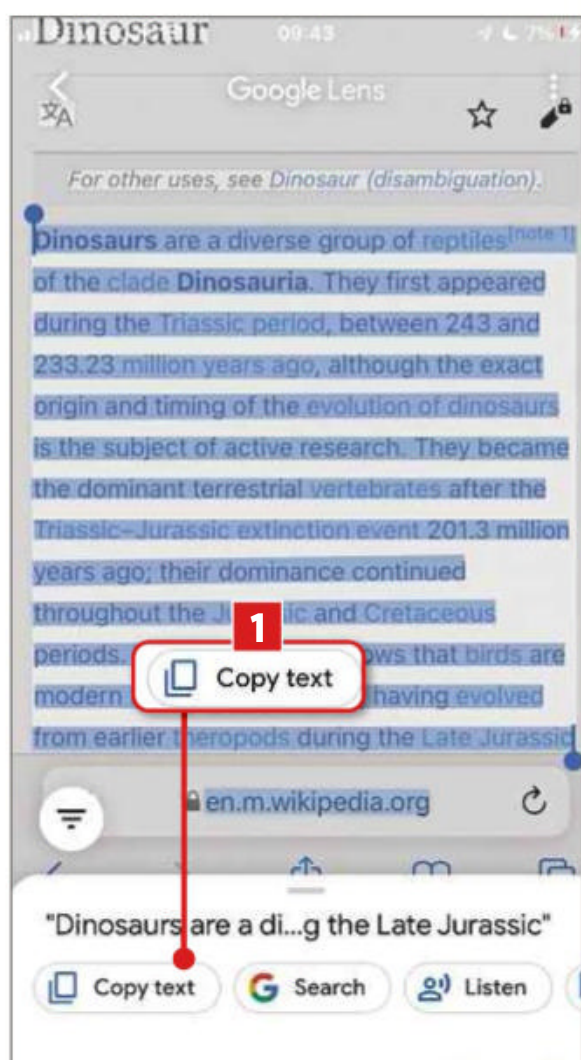 Dinosaur
09:43
7%
Google Lens
For other uses, see Dinosaur (disambiguation).
Dinosaurs are a diverse group of reptiles[note 1]
of the clade Dinosauria. They first appeared
during the Triassic period, between 243 and
233.23 million years ago, although the exact
origin and timing of the evolution of dinosaurs
is the subject of active research. They became
the dominant terrestrial vertebrates after the
Triassic–Jurassic extinction event 201.3 million
years ago; their dominance continued
throughout the J ic and Cretaceous
1
periods. ws that birds are
Copy text
modern having evolved
from earlier theropods during the Late Jurassic
en.m.wikipedia.org
"Dinosaurs are a di...g the Late Jurassic"
Copy text Search Listen